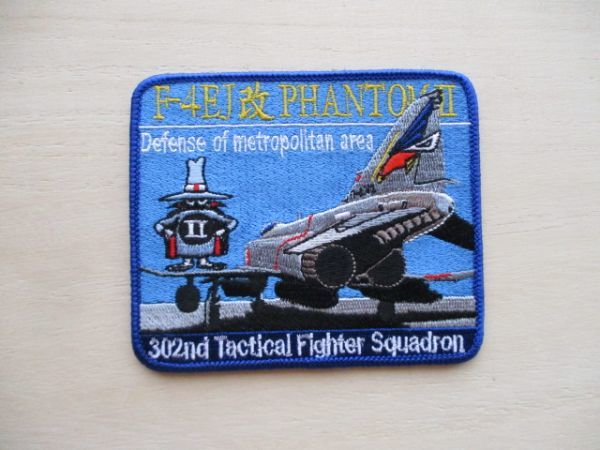 F-4EJ改 PHANTOM II
Defense of metropolitan area
II
302nd Tactical Fighter Squadron